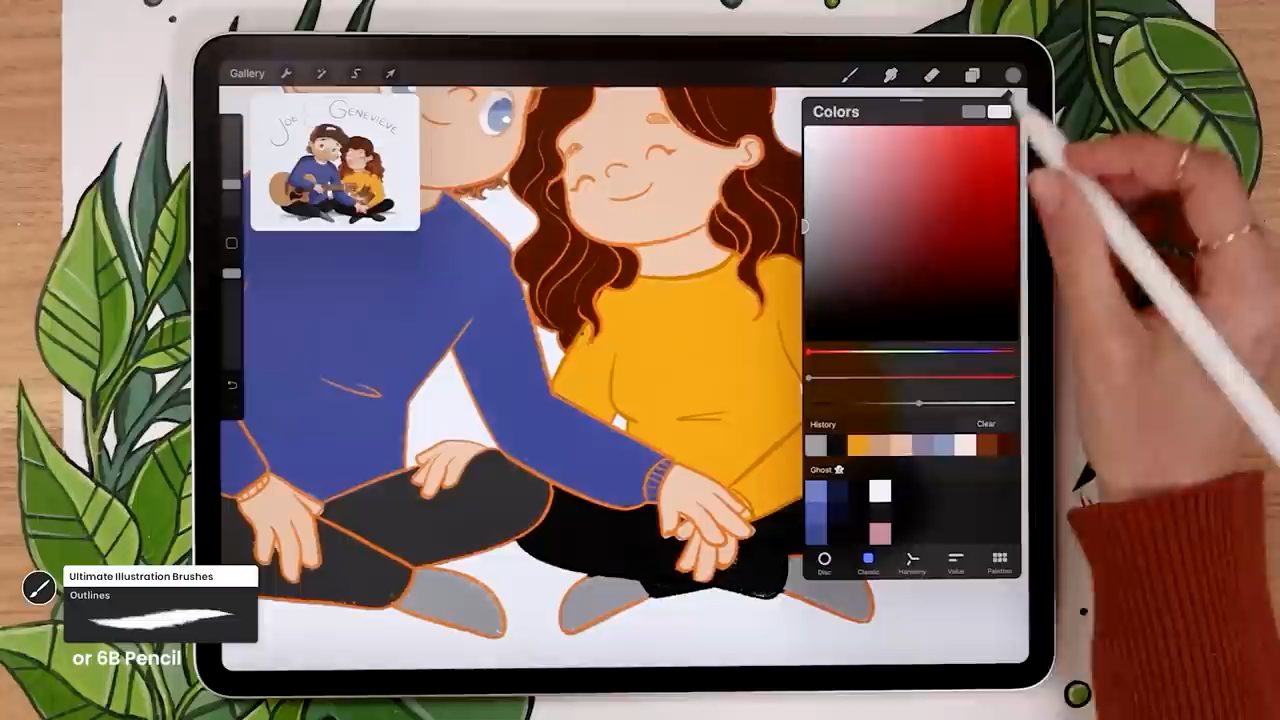 Gallery
JOE
GENEVIEVE
Colors
History
Clear
Ghost
Disc
Classic
Harmony
Value
Palettes
Ultimate Illustration Brushes
Outlines
or 6B Pencil